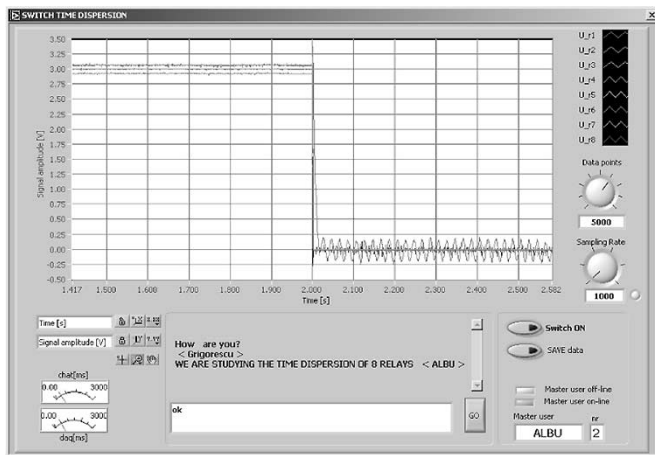 SWITCH TIME DISPERSION
3.50
3.25
3.00
2.75
2.50
2.25
2.00
1.75
1.50
1.25
1.00
0.75
0.50
0.25
0.00
-0.25
-0.50
Signal amplitude [V]
1.417 1.500 1.600 1.700 1.800 1.900 2.000 2.100 2.200 2.300 2.400 2.500 2.582
Time [s]
U_r1
U_r2
U_r3
U_r4
U_r5
U_r6
U_r7
U_r8
Data points
5000
Sampling Rate
1000
Time [s]
Signal amplitude [V]
chat[ms]
0.00 3000
0.00 3000
daq[ms]
How are you?
< Grigorescu >
WE ARE STUDYING THE TIME DISPERSION OF 8 RELAYS < ALBU >
ok
GO
Switch ON
SAVE data
Master user off-line
Master user on-line
Master user nr
ALBU 2